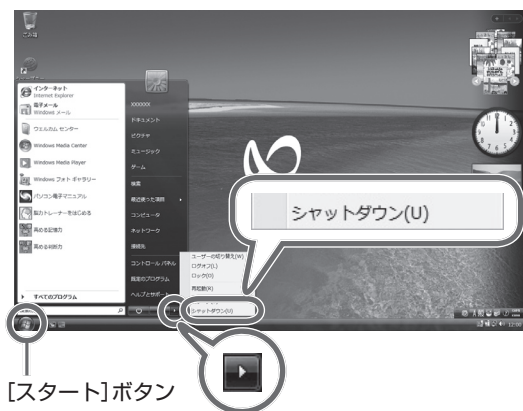 ごみ箱
インターネット
Internet Explorer
電子メール
Windows メール
ウェルカム センター
Windows Media Center
Windows Media Player
Windows フォト ギャラリー
パソコン電子マニュアル
脳力トレーナーをはじめる
高める記憶力
高める判断力
すべてのプログラム
XXXXXX
ドキュメント
ピクチャ
ミュージック
ゲーム
検索
最近使った項目
コンピュータ
ネットワーク
接続先
コントロール パネル
既定のプログラム
ヘルプとサポート
ユーザーの切り替え(W)
ログオフ(L)
ロック(O)
再起動(R)
シャットダウン(U)
シャットダウン(U)
12:00
[スタート]ボタン